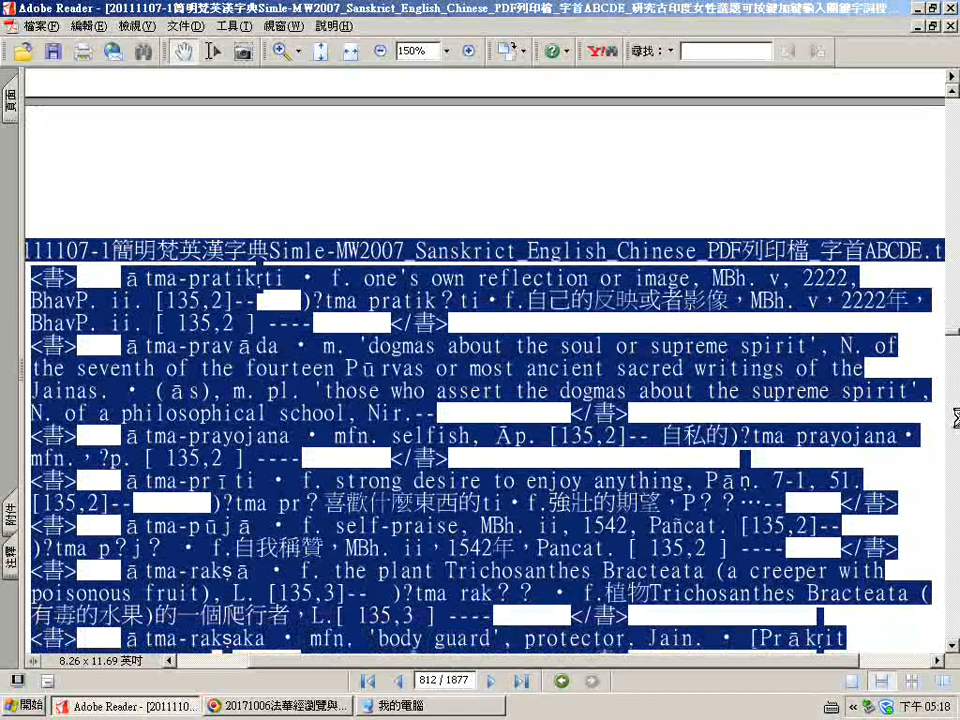 Adobe Reader - [20111107-1簡明梵英漢字典Simle-MW2007_Sanskrict_English_Chinese_PDF列印檔_字首ABCDE_研究古印度女性議題可按鍵加鍵輸入關鍵字詞搜...
檔案(F) 編輯(E) 檢視(V) 文件(D) 工具(T) 視窗(W) 說明(H)
150% 尋找：
頁面
111107-1簡明梵英漢字典Simle-MW2007_Sanskrict_English_Chinese_PDF列印檔_字首ABCDE.t
<書> ātma-pratikṛti • f. one's own reflection or image, MBh. v, 2222,
BhavP. ii. [135,2]-- )?tma pratik？ti•f.自己的反映或者影像，MBh. v，2222年，
BhavP. ii. [ 135,2 ] ---- </書>
<書> ātma-pravāda • m. 'dogmas about the soul or supreme spirit', N. of
the seventh of the fourteen Pūrvas or most ancient sacred writings of the
Jainas. • (ās), m. pl. 'those who assert the dogmas about the supreme spirit',
N. of a philosophical school, Nir.-- </書>
<書> ātma-prayojana • mfn. selfish, Āp. [135,2]-- 自私的)?tma prayojana•
mfn.，?p. [ 135,2 ] ---- </書>
<書> ātma-prīti • f. strong desire to enjoy anything, Pāṇ. 7-1, 51.
[135,2]-- )?tma pr？喜歡什麼東西的ti•f.強壯的期望，P？？…-- </書>
<書> ātma-pūjā • f. self-praise, MBh. ii, 1542, Pañcat. [135,2]--
)?tma p?j？ • f.自我稱贊，MBh. ii 1542年，Pancat. [ 135,2 ] ---- </書>
<書> ātma-rakṣā • f. the plant Trichosanthes Bracteata (a creeper with
poisonous fruit), L. [135,3]-- )?tma rak？？ • f.植物Trichosanthes Bracteata (
有毒的水果)的一個爬行者，L.[ 135,3 ] ---- </書>
<書> ātma-rakṣaka • mfn. 'body guard', protector. Jain. • [Prākṛit
附件
注釋
8.26 x 11.69 英吋
812 / 1877
開始 Adobe Reader - [2011110... 20171006法華經瀏覽與... 我的電腦 下午 05:18